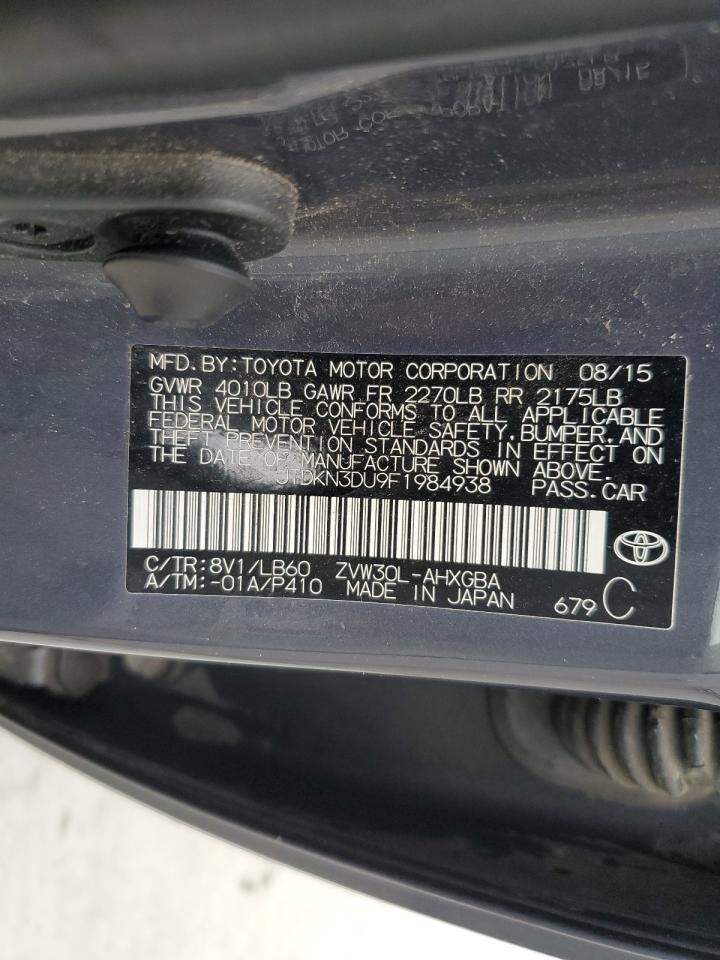 MFD.BY:TOYOTA MOTOR CORPORATION 08/15
GVWR 4010LB GAWR FR 2270LB RR 2175LB
THIS VEHICLE CONFORMS TO ALL APPLICABLE
FEDERAL MOTOR VEHICLE SAFETY,BUMPER,AND
THEFT PREVENTION STANDARDS IN EFFECT ON
THE DATE OF MANUFACTURE SHOWN ABOVE.
JTDKN3DU9F1984938 PASS.CAR
C/TR:8V1/LB60 ZVW30L-AHXGBA
A/TM:-01A/P410 MADE IN JAPAN 679 C